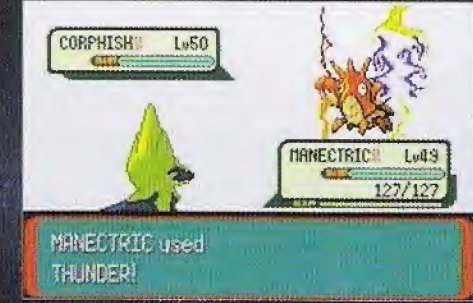 CORPHISH Lv50
MANECTRIC Lv49
127/127
MANECTRIC used
THUNDER!